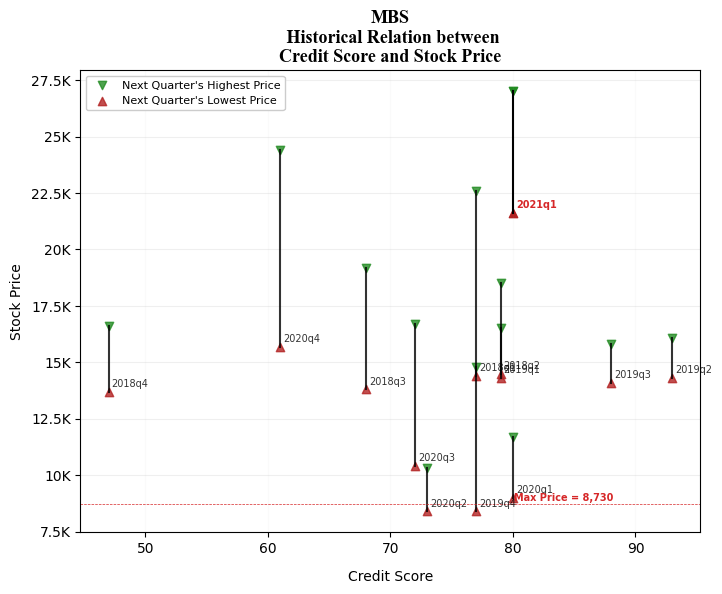 MBS
Historical Relation between
Credit Score and Stock Price
Next Quarter's Highest Price
Next Quarter's Lowest Price
27.5K
25K
22.5K
20K
17.5K
15K
12.5K
10K
7.5K
Stock Price
2021q1
2020q4
2018q4
2018q3
2018q2
2019q1
2019q3
2019q2
2020q3
2020q2
2019q4
2020q1
Max Price = 8,730
50
60
70
80
90
Credit Score